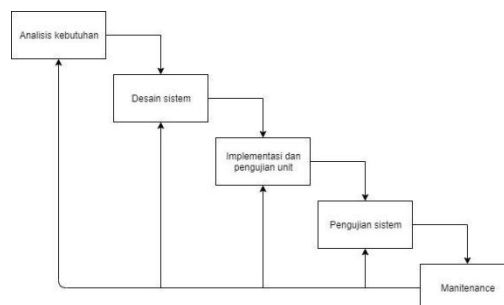 Analisis kebutuhan
Desain sistem
Implementasi dan
pengujian unit
Pengujian sistem
Manitenance